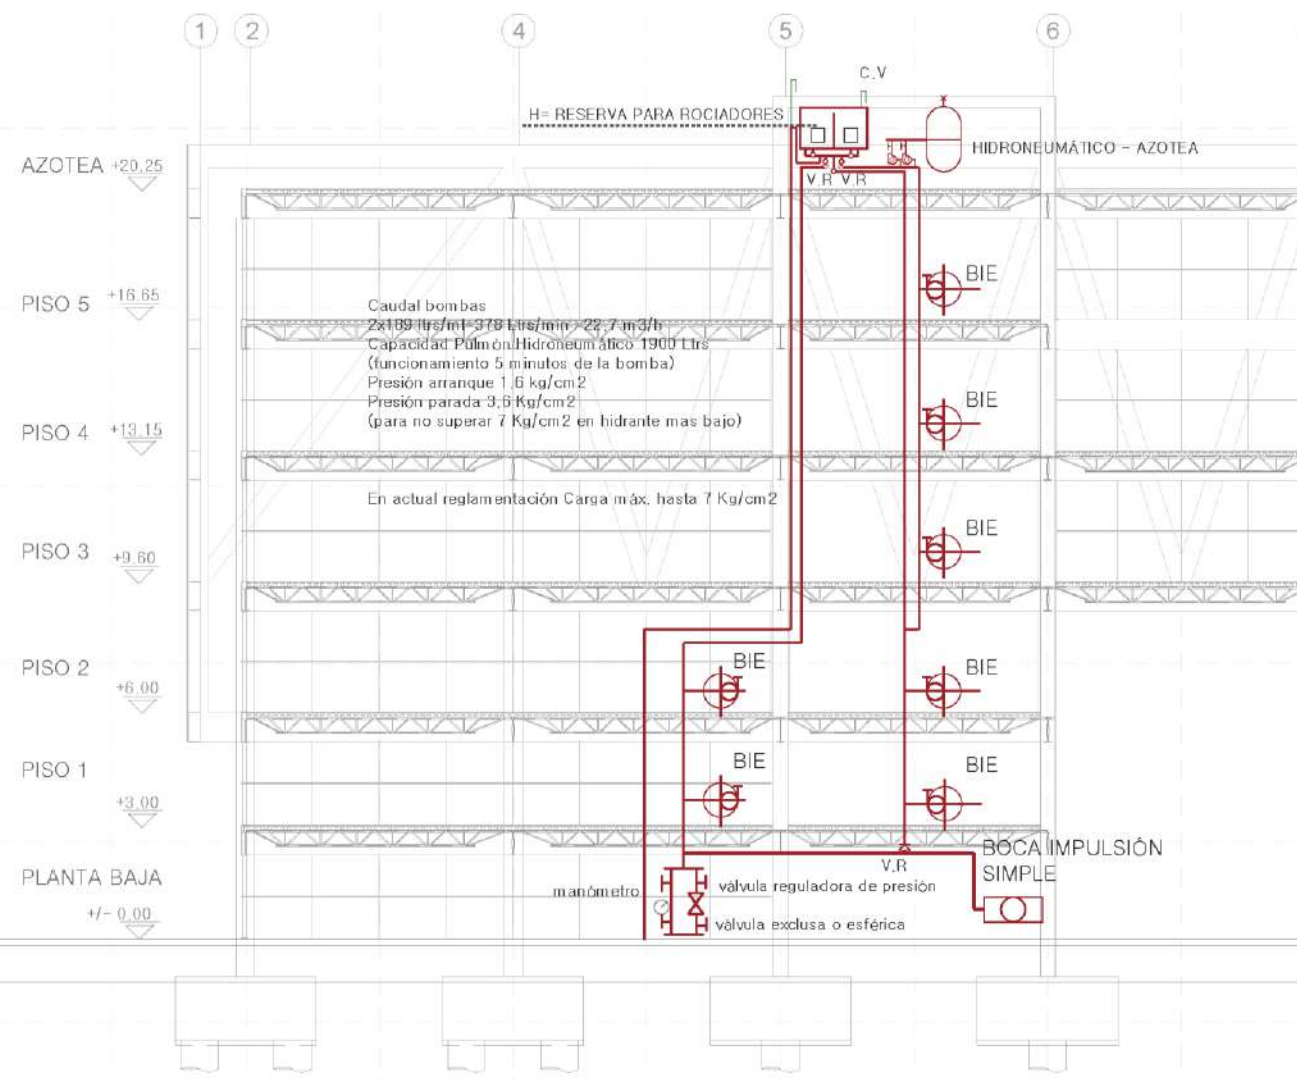 1
2
4
5
6
C.V
H= RESERVA PARA ROCIADORES
HIDRONEUMÁTICO - AZOTEA
AZOTEA +20,25
V.R V.R
BIE
PISO 5 +16.65
Caudal bombas
2x189 ltrs/ml=378 Ltrs/min =22,7 m3/h
Capacidad Pulmón Hidroneumático 1900 Ltrs
(funcionamiento 5 minutos de la bomba)
Presión arranque 1,6 kg/cm2
Presión parada 3,6 Kg/cm2
(para no superar 7 Kg/cm2 en hidrante mas bajo)
BIE
PISO 4 +13,15
En actual reglamentación Carga máx. hasta 7 Kg/cm2
BIE
PISO 3 +9,60
BIE
BIE
PISO 2 +6,00
BIE
BIE
PISO 1
+3,00
BOCA IMPULSIÓN
SIMPLE
V.R
PLANTA BAJA
manómetro
válvula reguladora de presión
+/- 0,00
válvula exclusa o esférica